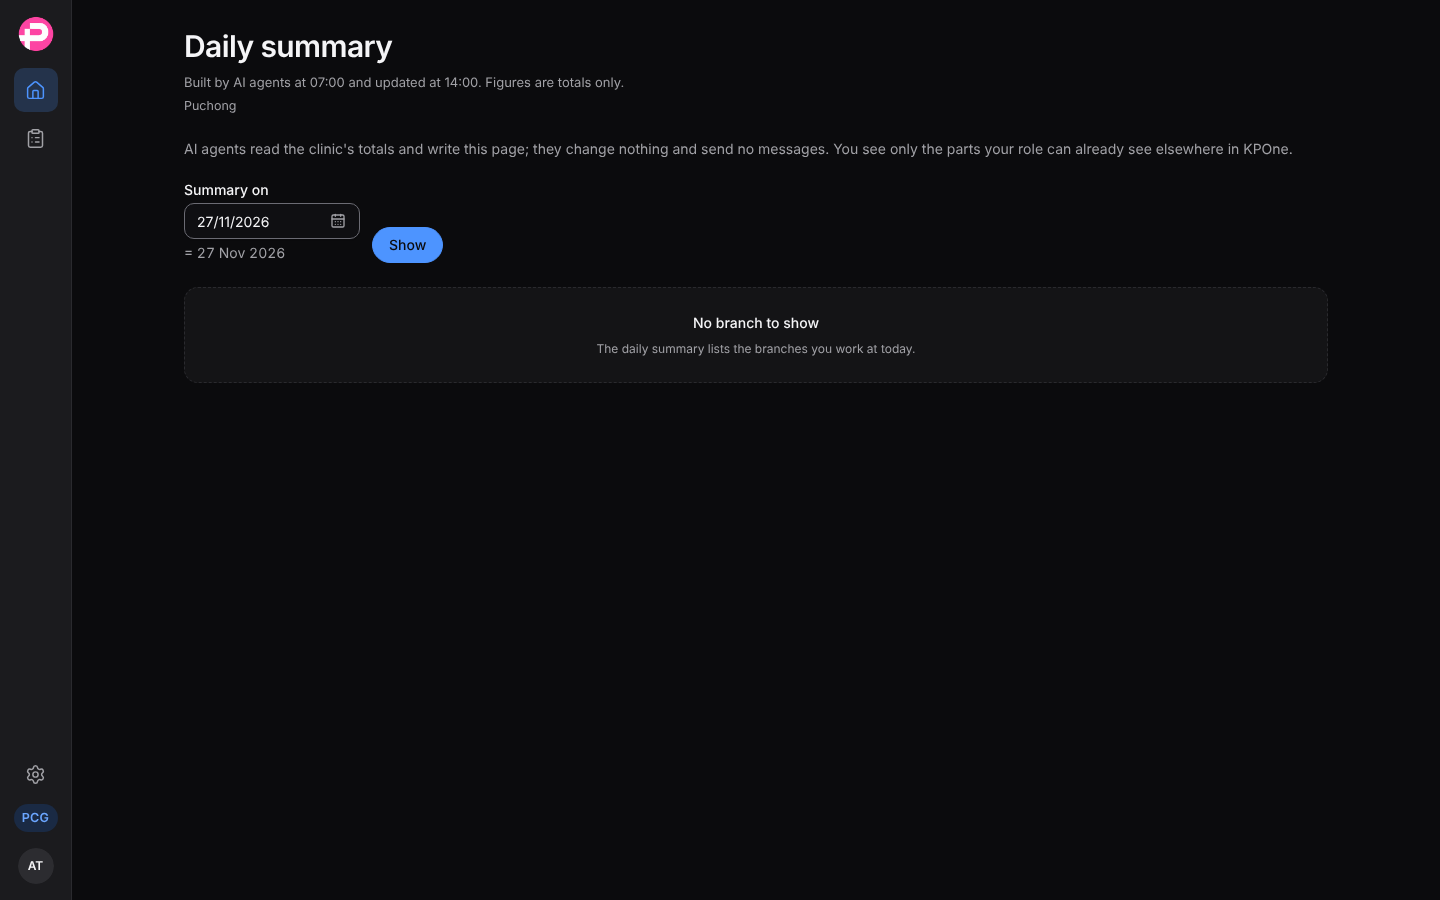 Daily summary
Built by AI agents at 07:00 and updated at 14:00. Figures are totals only.
Puchong
AI agents read the clinic's totals and write this page; they change nothing and send no messages. You see only the parts your role can already see elsewhere in KPOne.
Summary on
27/11/2026
= 27 Nov 2026
Show
No branch to show
The daily summary lists the branches you work at today.
PCG
AT